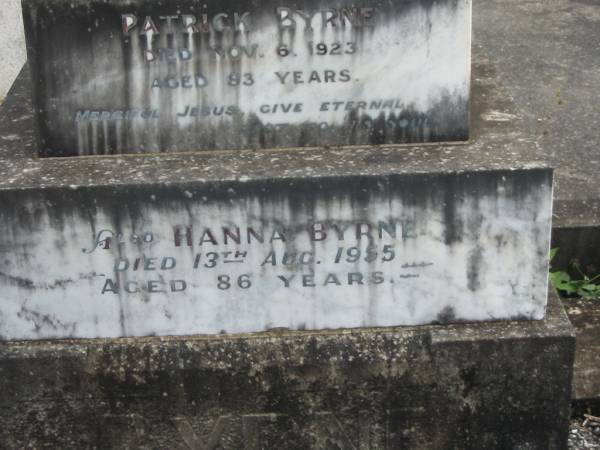 PATRICK BYRNE
DIED NOV. 6. 1923
AGED 83 YEARS.
MERCIFUL JESUS, GIVE ETERNAL
ALSO HANNA BYRNE
DIED 13TH AUG. 1935
AGED 86 YEARS.